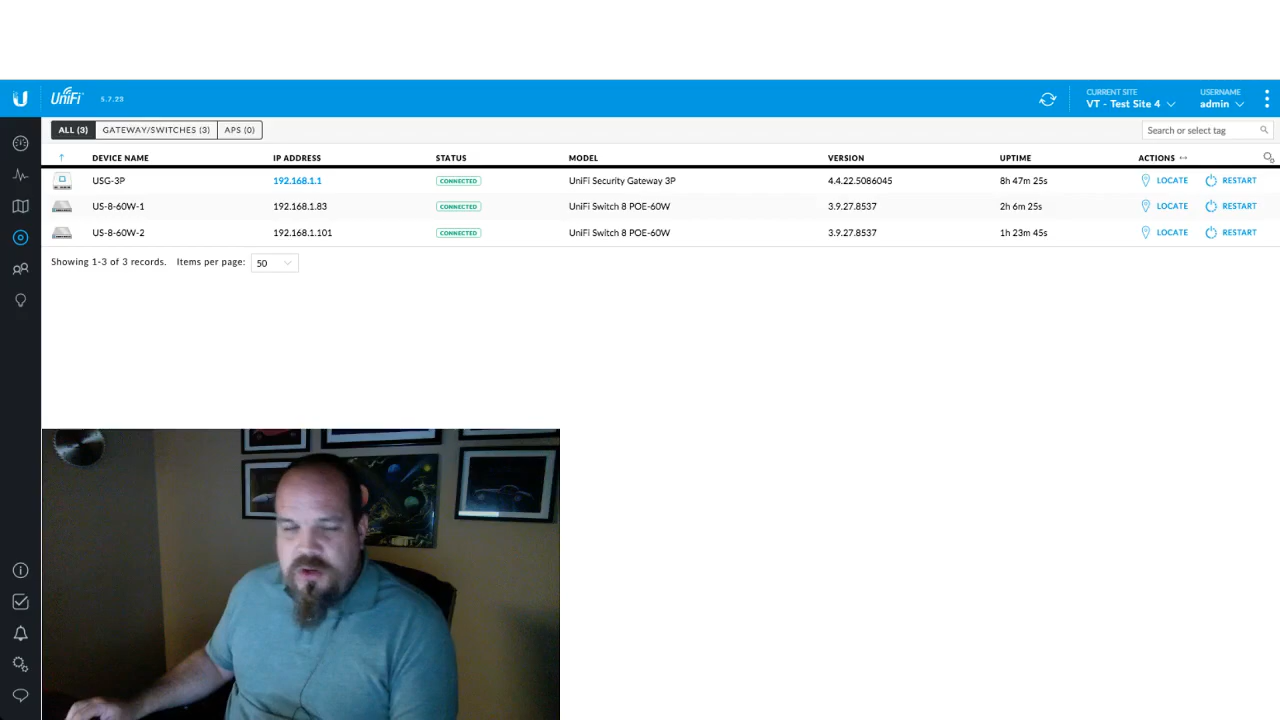 UniFi 5.7.23 CURRENT SITE VT - Test Site 4 USERNAME admin
ALL (3) GATEWAY/SWITCHES (3) APS (0) Search or select tag
DEVICE NAME IP ADDRESS STATUS MODEL VERSION UPTIME ACTIONS
USG-3P 192.168.1.1 CONNECTED UniFi Security Gateway 3P 4.4.22.5086045 8h 47m 25s LOCATE RESTART
US-8-60W-1 192.168.1.83 CONNECTED UniFi Switch 8 POE-60W 3.9.27.8537 2h 6m 25s LOCATE RESTART
US-8-60W-2 192.168.1.101 CONNECTED UniFi Switch 8 POE-60W 3.9.27.8537 1h 23m 45s LOCATE RESTART
Showing 1-3 of 3 records. Items per page: 50